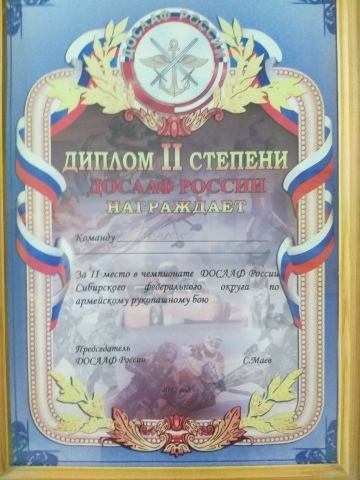 ДОСААФ РОССИИ
ДИПЛОМ II СТЕПЕНИ
ДОСААФ РОССИИ
НАГРАЖДАЕТ
Команду
За II место в чемпионате ДОСААФ России
Сибирского федерального округа по
армейскому рукопашному бою
Председатель
ДОСААФ России С.Маев